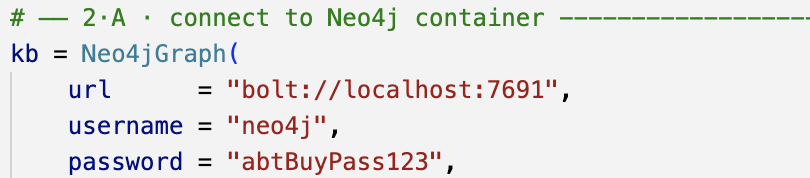 # —— 2·A · connect to Neo4j container -----------------
kb = Neo4jGraph(
    url      = "bolt://localhost:7691",
    username = "neo4j",
    password = "abtBuyPass123",